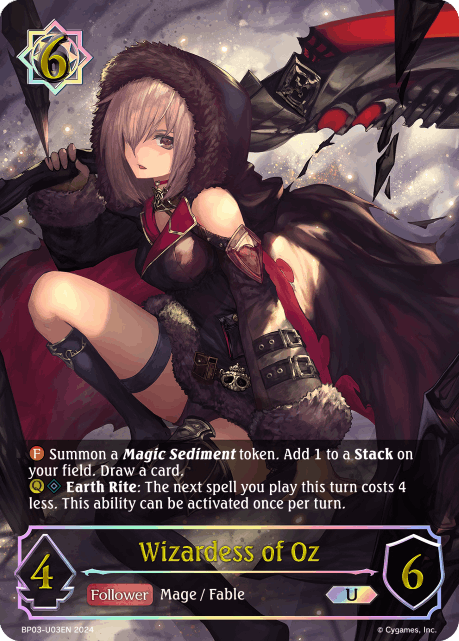 6
F Summon a Magic Sediment token. Add 1 to a Stack on
your field. Draw a card.
Q Earth Rite: The next spell you play this turn costs 4
less. This ability can be activated once per turn.
Wizardess of Oz
4
6
Follower Mage / Fable
U
BP03-U03EN 2024
© Cygames, Inc.